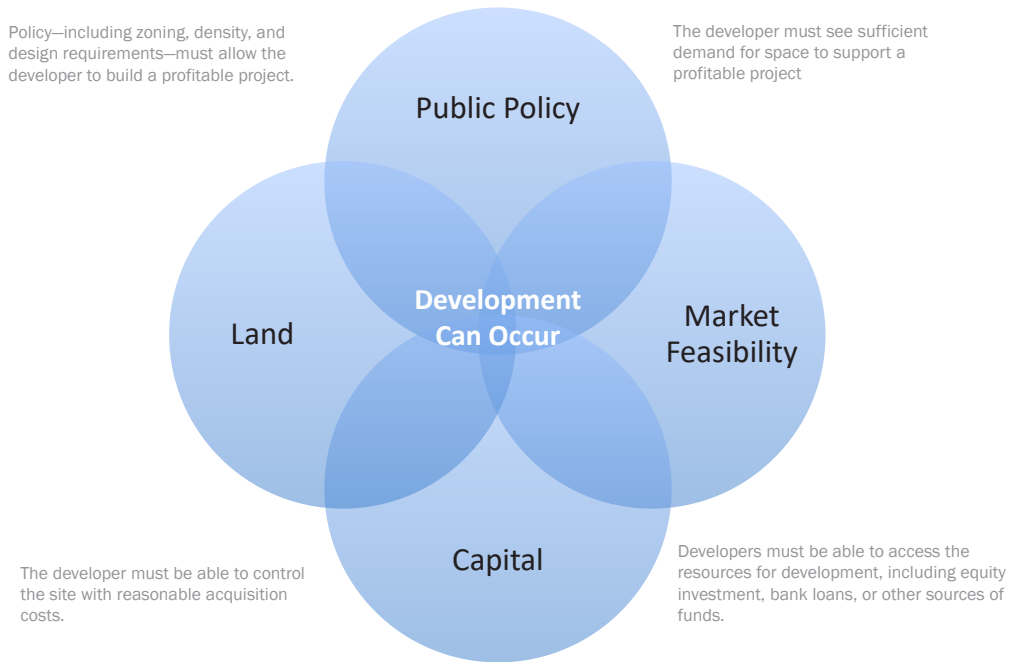 Policy—including zoning, density, and
design requirements—must allow the
developer to build a profitable project.
The developer must see sufficient
demand for space to support a
profitable project
Public Policy
Land
Development
Can Occur
Market
Feasibility
Capital
The developer must be able to control
the site with reasonable acquisition
costs.
Developers must be able to access the
resources for development, including equity
investment, bank loans, or other sources of
funds.